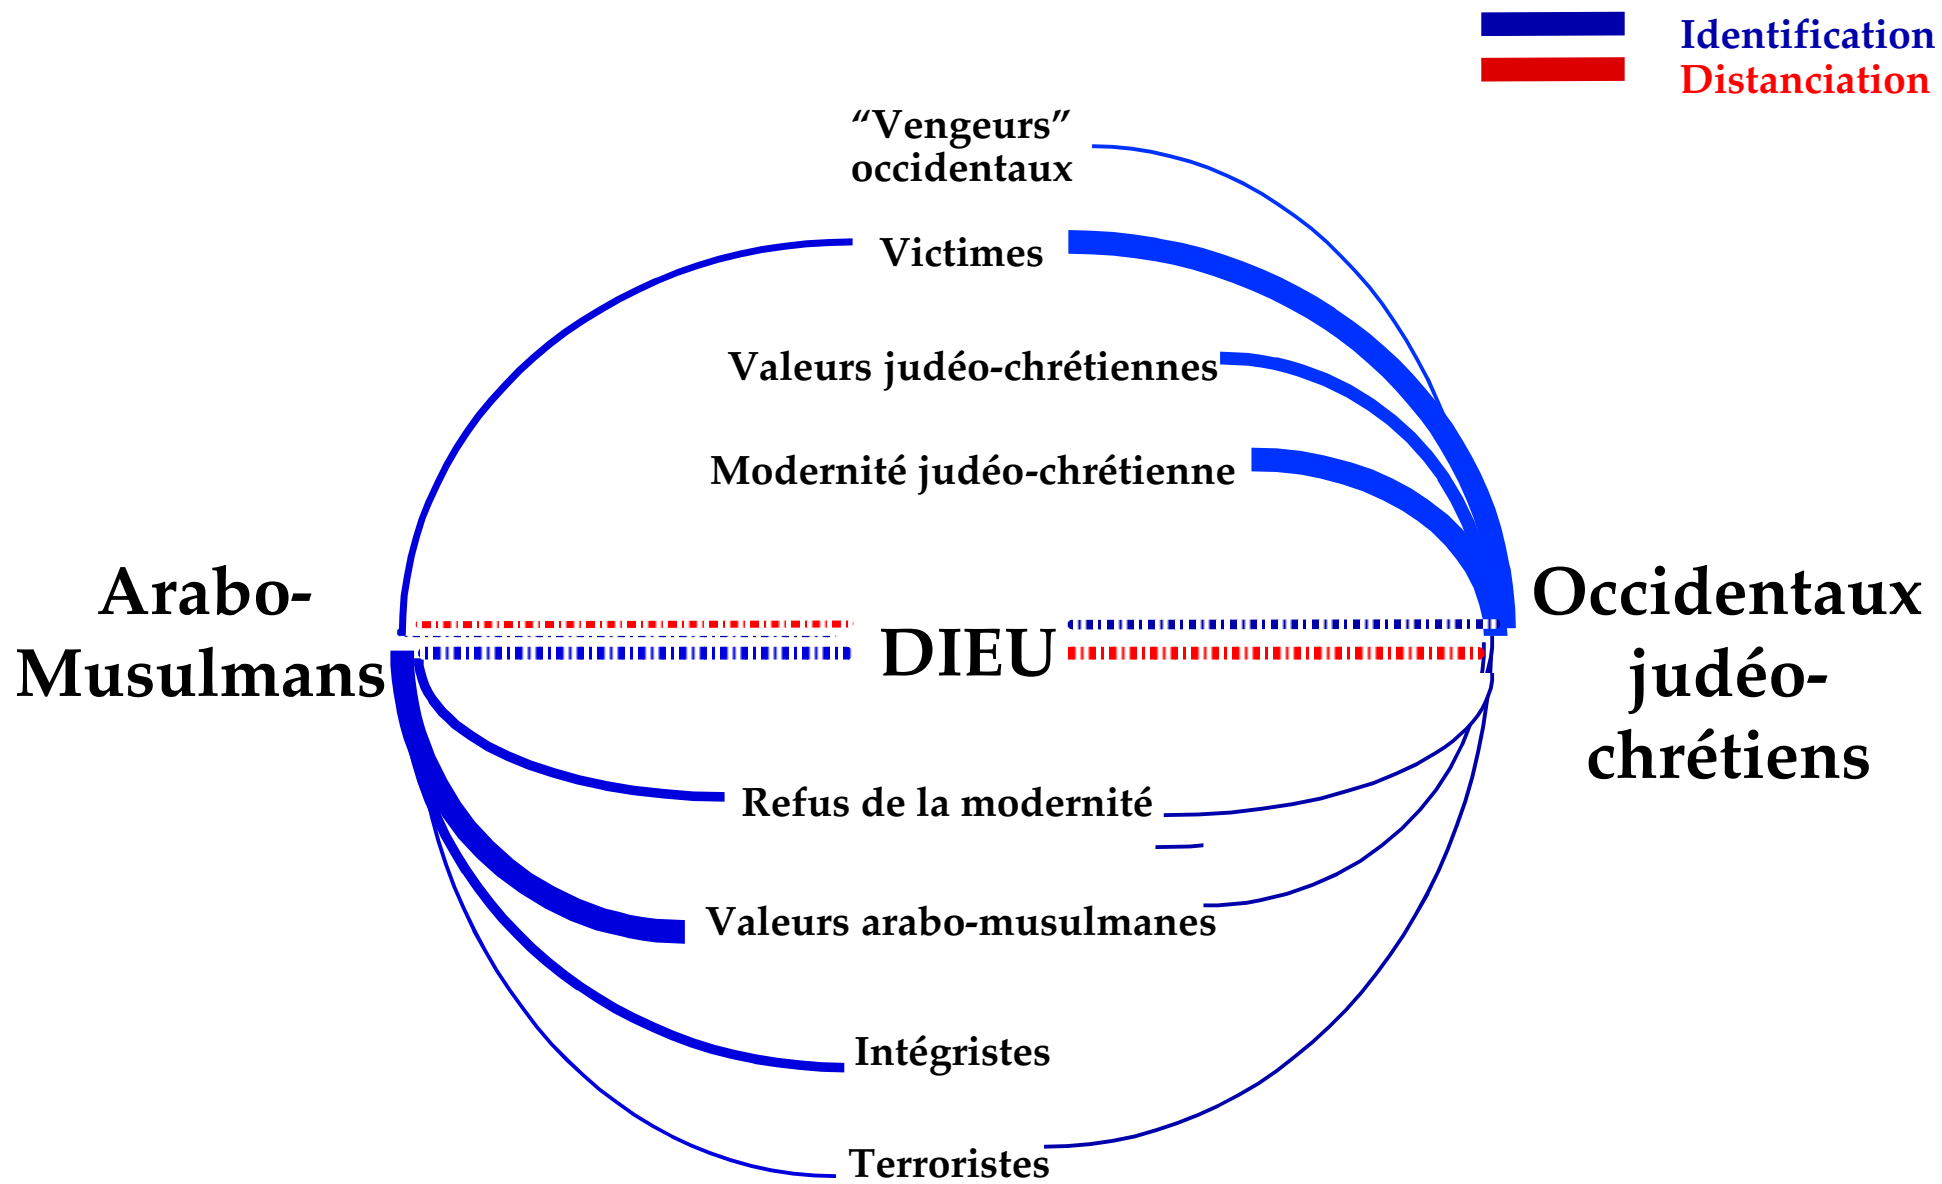 Identification
Distanciation
“Vengeurs”
occidentaux
Victimes
Valeurs judéo-chrétiennes
Modernité judéo-chrétienne
Arabo-
Musulmans
DIEU
Occidentaux
judéo-
chrétiens
Refus de la modernité
Valeurs arabo-musulmanes
Intégristes
Terroristes